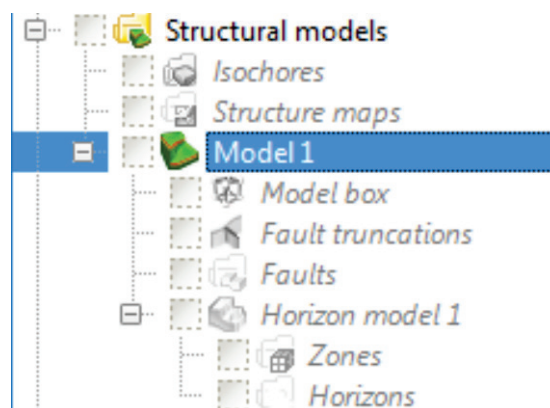 Structural models
Isochores
Structure maps
Model 1
Model box
Fault truncations
Faults
Horizon model 1
Zones
Horizons